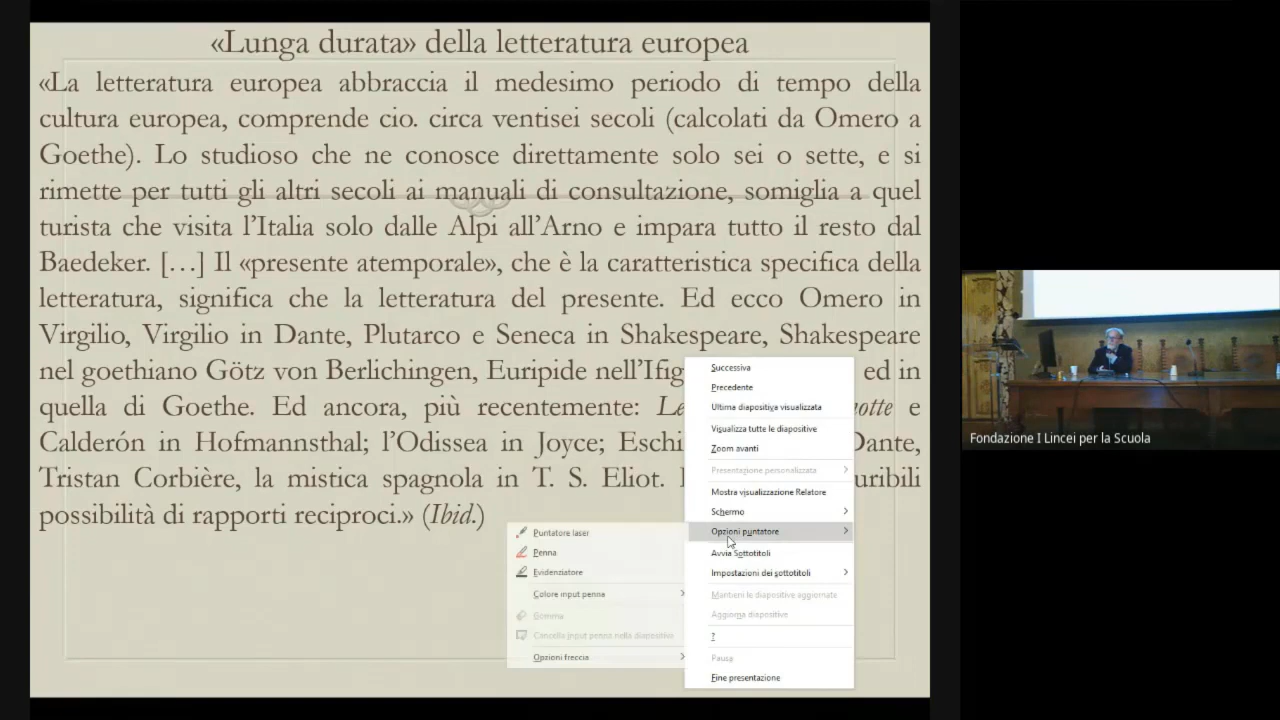 «Lunga durata» della letteratura europea
«La letteratura europea abbraccia il medesimo periodo di tempo della
cultura europea, comprende cio. circa ventisei secoli (calcolati da Omero a
Goethe). Lo studioso che ne conosce direttamente solo sei o sette, e si
rimette per tutti gli altri secoli ai manuali di consultazione, somiglia a quel
turista che visita l'Italia solo dalle Alpi all'Arno e impara tutto il resto dal
Baedeker. […] Il «presente atemporale», che è la caratteristica specifica della
letteratura, significa che la letteratura del presente. Ed ecco Omero in
Virgilio, Virgilio in Dante, Plutarco e Seneca in Shakespeare, Shakespeare
nel goethiano Götz von Berlichingen, Euripide nell'Ifig ed in
quella di Goethe. Ed ancora, più recentemente: Le otte e
Calderón in Hofmannsthal; l'Odissea in Joyce; Eschi Dante,
Tristan Corbière, la mistica spagnola in T. S. Eliot. uribili
possibilità di rapporti reciproci.» (Ibid.)
Successiva
Precedente
Ultima diapositiva visualizzata
Visualizza tutte le diapositive
Zoom avanti
Presentazione personalizzata
Mostra visualizzazione Relatore
Schermo
Opzioni puntatore
Avvia Sottotitoli
Impostazioni dei sottotitoli
Mantieni le diapositive aggiornate
Aggiorna diapositive
?
Pausa
Fine presentazione
Puntatore laser
Penna
Evidenziatore
Colore input penna
Gomma
Cancella input penna nella diapositiva
Opzioni freccia
Fondazione I Lincei per la Scuola